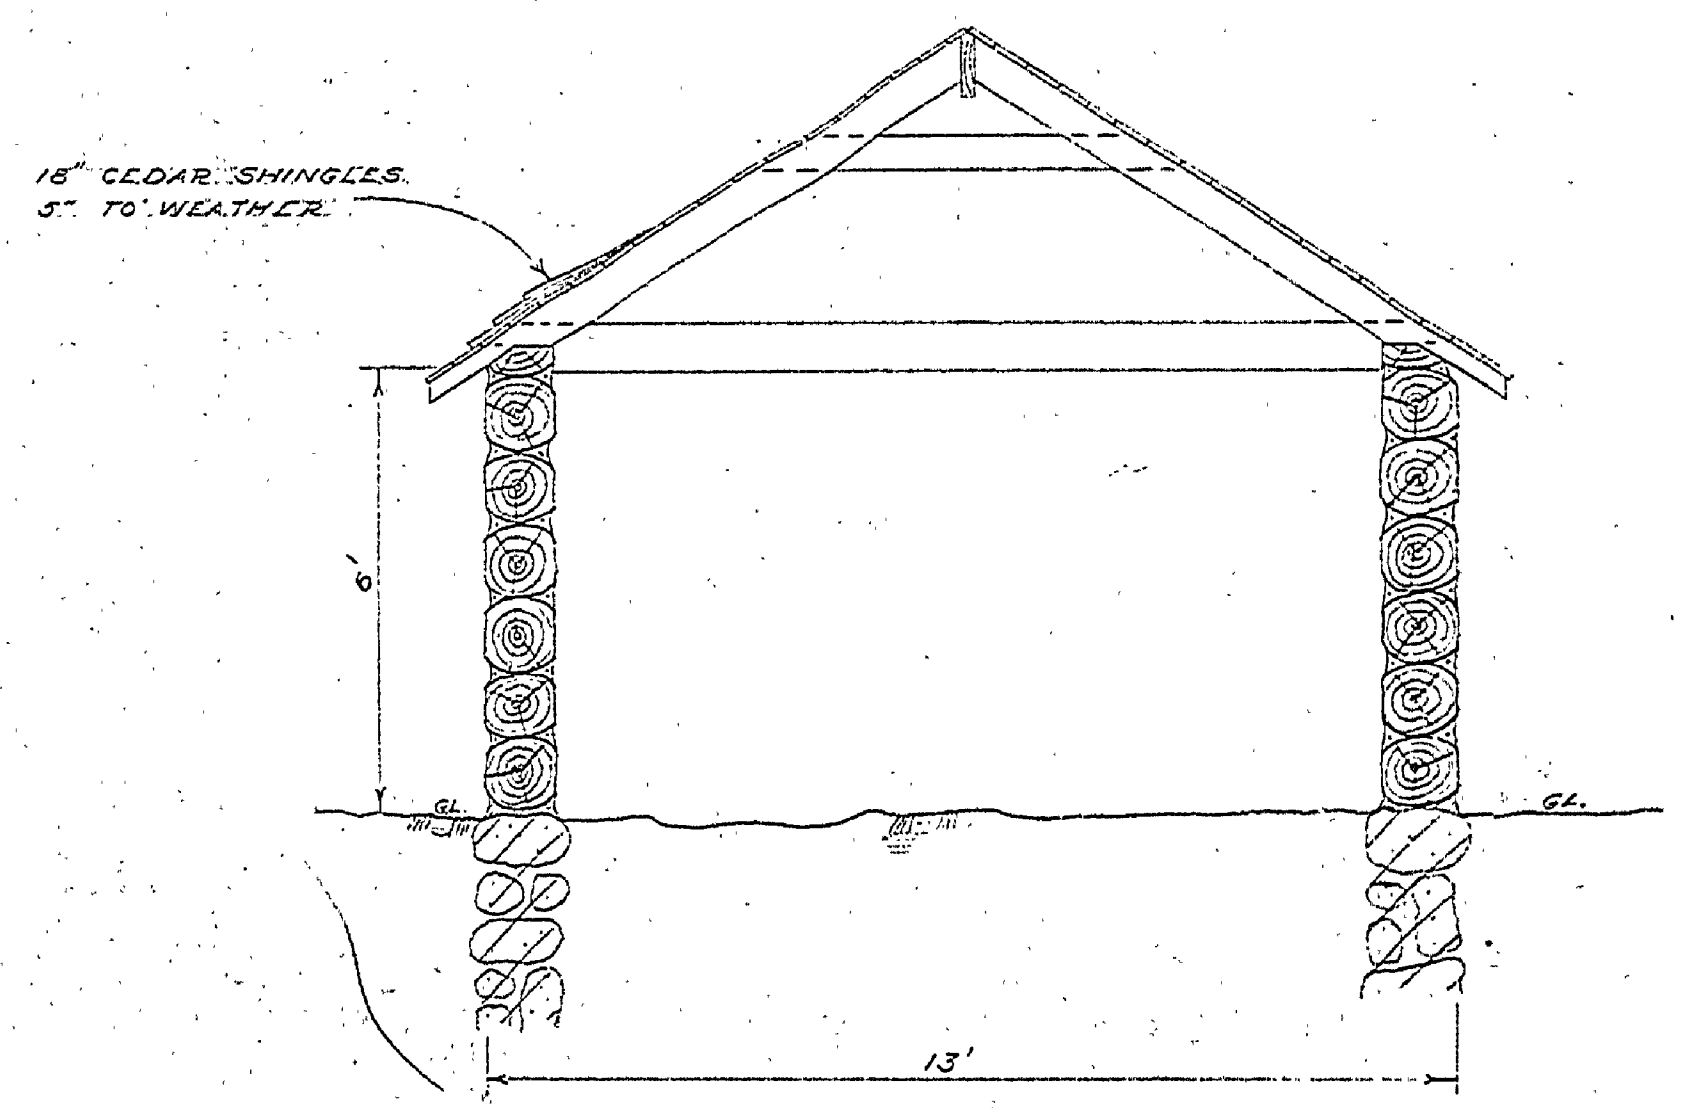 18" CEDAR SHINGLES
5" TO WEATHER
6'
GL.
GL.
13'